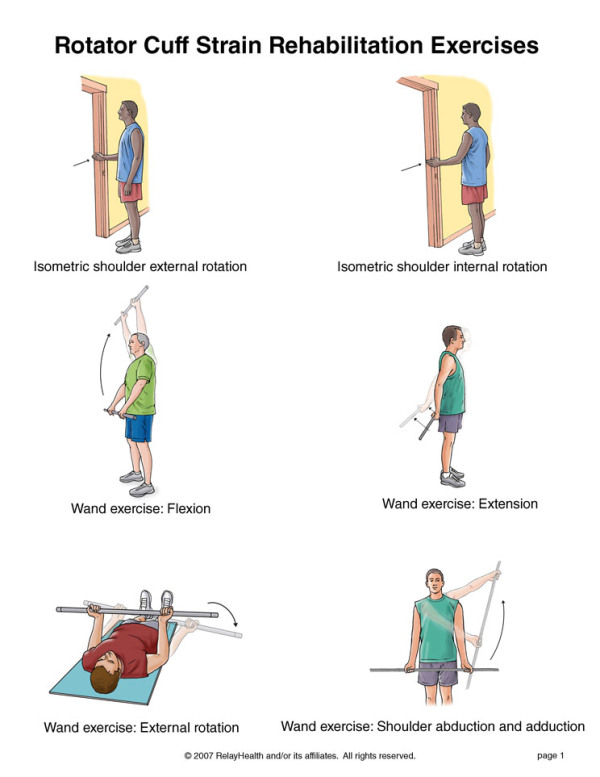 Rotator Cuff Strain Rehabilitation Exercises
Isometric shoulder external rotation
Isometric shoulder internal rotation
Wand exercise: Flexion
Wand exercise: Extension
Wand exercise: External rotation
Wand exercise: Shoulder abduction and adduction
© 2007 RelayHealth and/or its affiliates. All rights reserved.
page 1